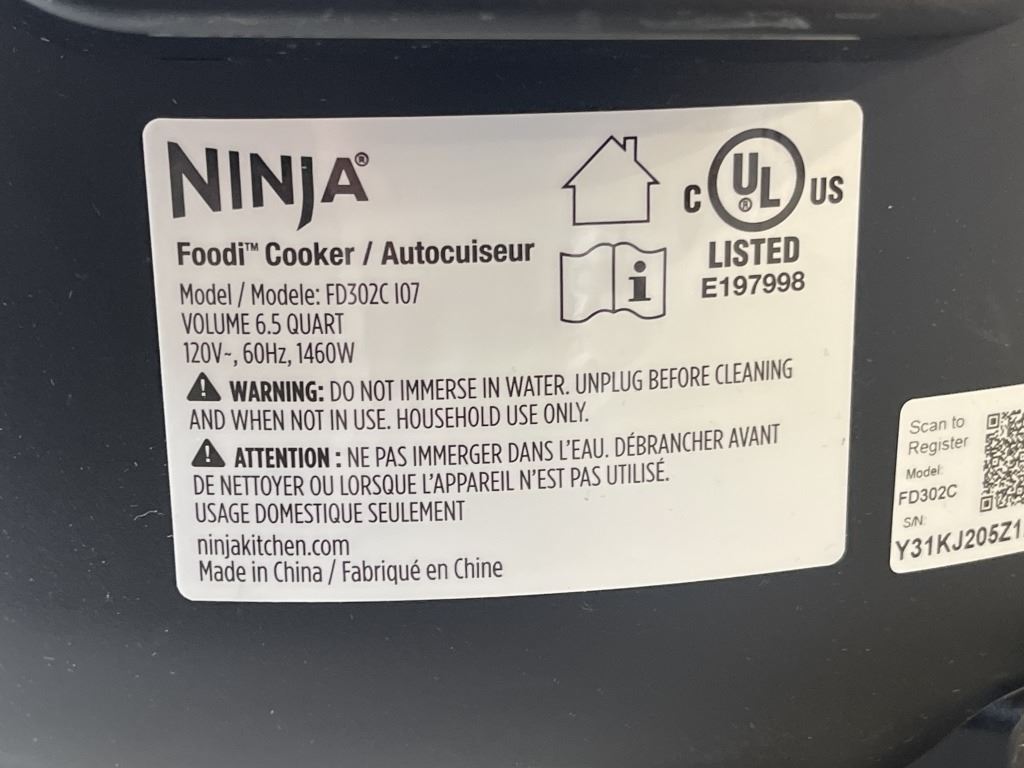 NINJA®
Foodi™ Cooker / Autocuiseur
Model / Modele: FD302C I07
VOLUME 6.5 QUART
120V~, 60Hz, 1460W
C UL® US
LISTED
E197998
WARNING: DO NOT IMMERSE IN WATER. UNPLUG BEFORE CLEANING
AND WHEN NOT IN USE. HOUSEHOLD USE ONLY.
ATTENTION : NE PAS IMMERGER DANS L'EAU. DÉBRANCHER AVANT
DE NETTOYER OU LORSQUE L'APPAREIL N'EST PAS UTILISÉ.
USAGE DOMESTIQUE SEULEMENT
ninjakitchen.com
Made in China / Fabriqué en Chine
Scan to
Register
Model:
FD302C
S/N:
Y31KJ205Z1